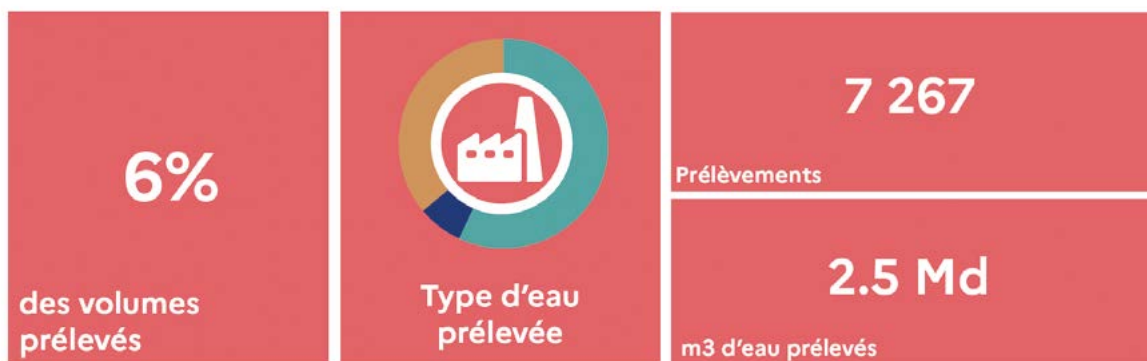 6%
des volumes
prélevés
Type d'eau
prélevée
7 267
Prélèvements
2.5 Md
m3 d'eau prélevés